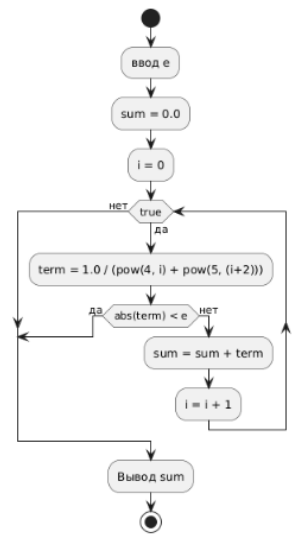 ввод e
sum = 0.0
i = 0
нет
true
да
term = 1.0 / (pow(4, i) + pow(5, (i+2)))
да
abs(term) < e
нет
sum = sum + term
i = i + 1
Вывод sum